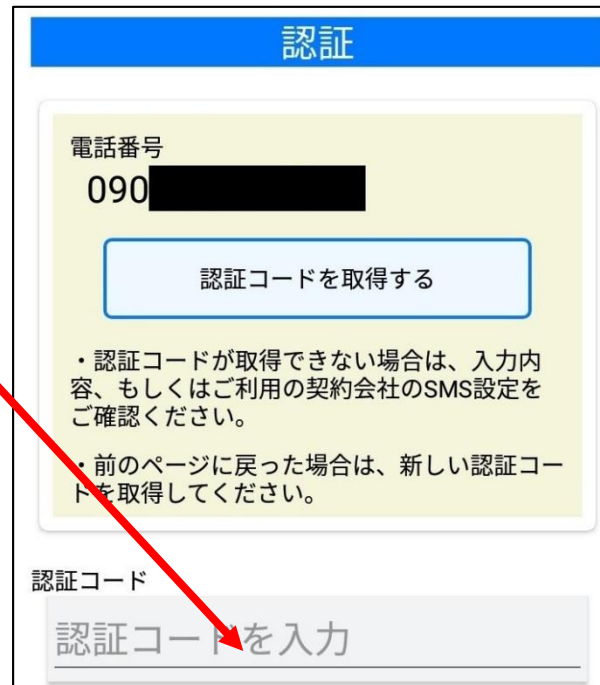 認証
電話番号
090
認証コードを取得する
・認証コードが取得できない場合は、入力内
容、もしくはご利用の契約会社のSMS設定を
ご確認ください。
・前のページに戻った場合は、新しい認証コー
ドを取得してください。
認証コード
認証コードを入力